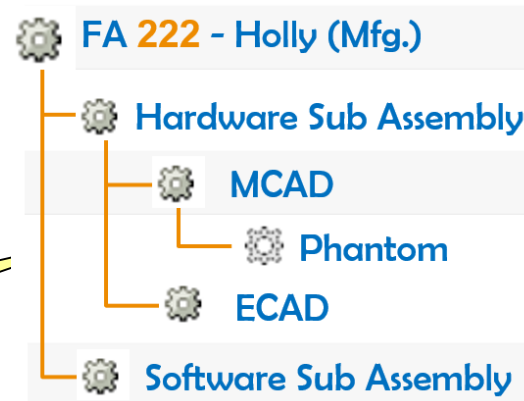 FA 222 - Holly (Mfg.)
Hardware Sub Assembly
MCAD
Phantom
ECAD
Software Sub Assembly